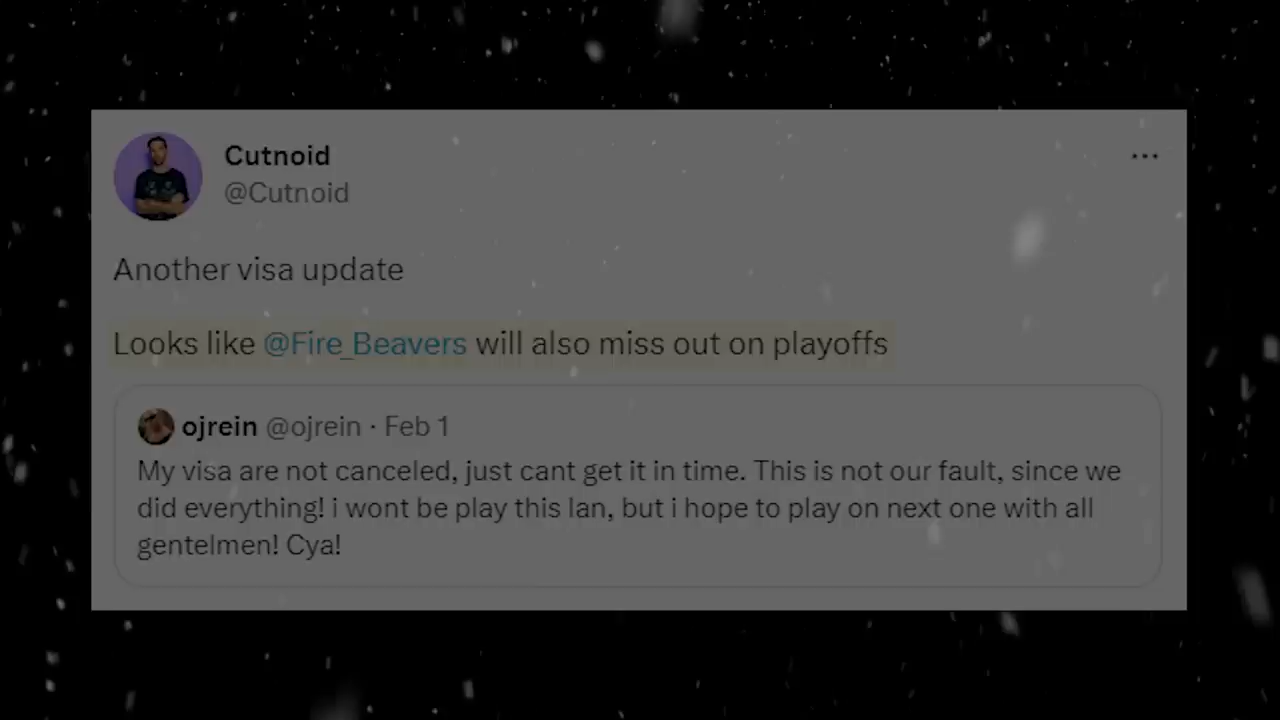 Cutnoid
@Cutnoid
Another visa update
Looks like @Fire_Beavers will also miss out on playoffs
ojrein @ojrein · Feb 1
My visa are not canceled, just cant get it in time. This is not our fault, since we
did everything! i wont be play this lan, but i hope to play on next one with all
gentelmen! Cya!